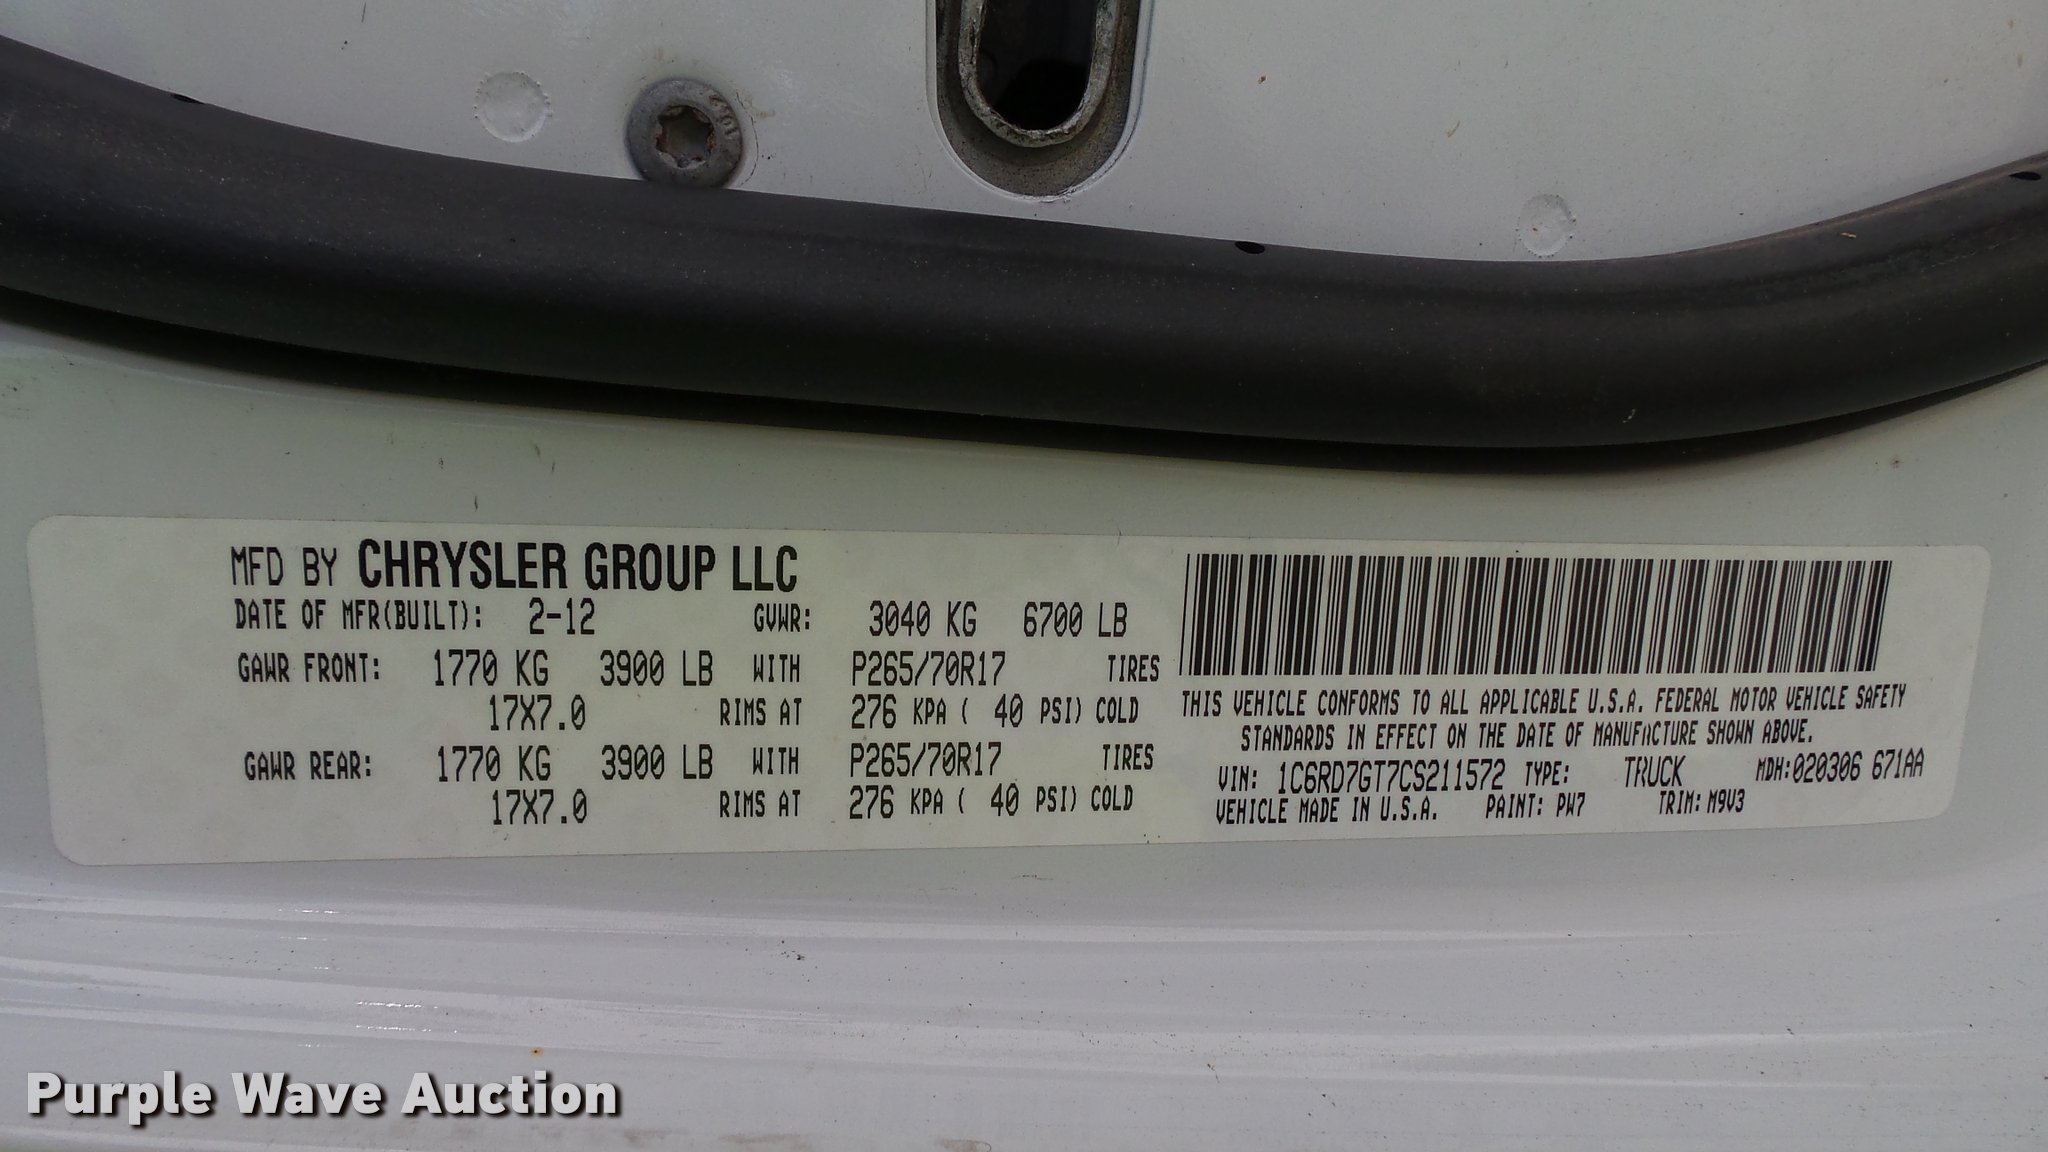 MFD BY CHRYSLER GROUP LLC
DATE OF MFR(BUILT): 2-12 GVWR: 3040 KG 6700 LB
GAWR FRONT: 1770 KG 3900 LB WITH P265/70R17 TIRES
17X7.0 RIMS AT 276 KPA ( 40 PSI) COLD
GAWR REAR: 1770 KG 3900 LB WITH P265/70R17 TIRES
17X7.0 RIMS AT 276 KPA ( 40 PSI) COLD
THIS VEHICLE CONFORMS TO ALL APPLICABLE U.S.A. FEDERAL MOTOR VEHICLE SAFETY
STANDARDS IN EFFECT ON THE DATE OF MANUFACTURE SHOWN ABOVE.
VIN: 1C6RD7GT7CS211572 TYPE: TRUCK MDH:020306 671AA
VEHICLE MADE IN U.S.A. PAINT: PW7 TRIM: M9V3
Purple Wave Auction